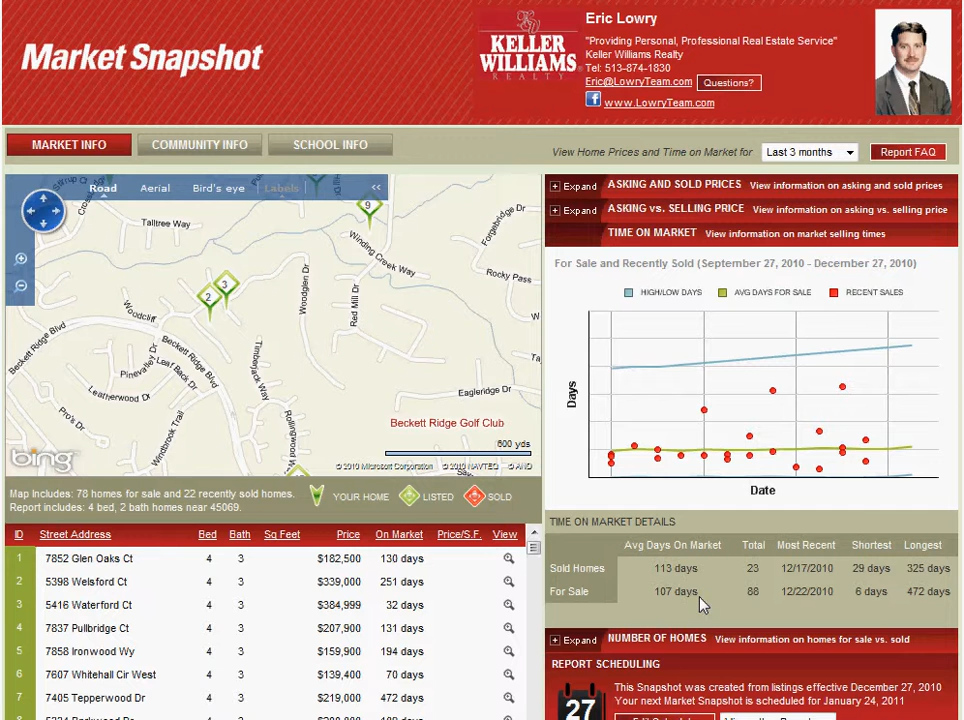 Market Snapshot
KELLER
WILLIAMS
REALTY
Eric Lowry
"Providing Personal, Professional Real Estate Service"
Keller Williams Realty
Tel: 513-874-1830
Eric@LowryTeam.com Questions?
www.LowryTeam.com
MARKET INFO COMMUNITY INFO SCHOOL INFO
View Home Prices and Time on Market for Last 3 months Report FAQ
Road Aerial Bird's eye Labels «
Talltree Way
9
Winding Creek Way
Forgebridge Dr
Rocky Pass
Woodglen Dr
Red Mill Dr
2
3
Woodcliff
Beckett Ridge Blvd
Beckett Ridge Blvd
Pinevalley Dr
Leaf Back Dr
Leatherwood Dr
Timberjack Way
Eagleridge Dr
Pro's Dr
Windbrook Trail
Beckett Ridge Golf Club
600 yds
bing
© 2010 Microsoft Corporation © 2010 NAVTEQ © AND
Map Includes: 78 homes for sale and 22 recently sold homes.
Report includes: 4 bed, 2 bath homes near 45069.
YOUR HOME LISTED SOLD
ID Street Address Bed Bath Sq Feet Price On Market Price/S.F. View
1 7852 Glen Oaks Ct 4 3 $182,500 130 days
2 5398 Welsford Ct 4 3 $339,000 251 days
3 5416 Waterford Ct 4 3 $384,999 32 days
4 7837 Pullbridge Ct 4 3 $207,900 131 days
5 7858 Ironwood Wy 4 3 $159,900 194 days
6 7607 Whitehall Cir West 4 3 $139,400 70 days
7 7405 Tepperwood Dr 4 3 $219,000 472 days
Expand ASKING AND SOLD PRICES View information on asking and sold prices
Expand ASKING vs. SELLING PRICE View information on asking vs. selling price
TIME ON MARKET View information on market selling times
For Sale and Recently Sold (September 27, 2010 - December 27, 2010)
HIGH/LOW DAYS AVG DAYS FOR SALE RECENT SALES
Days
Date
TIME ON MARKET DETAILS
Avg Days On Market Total Most Recent Shortest Longest
Sold Homes 113 days 23 12/17/2010 29 days 325 days
For Sale 107 days 88 12/22/2010 6 days 472 days
Expand NUMBER OF HOMES View information on homes for sale vs. sold
REPORT SCHEDULING
27
This Snapshot was created from listings effective December 27, 2010
Your next Market Snapshot is scheduled for January 24, 2011